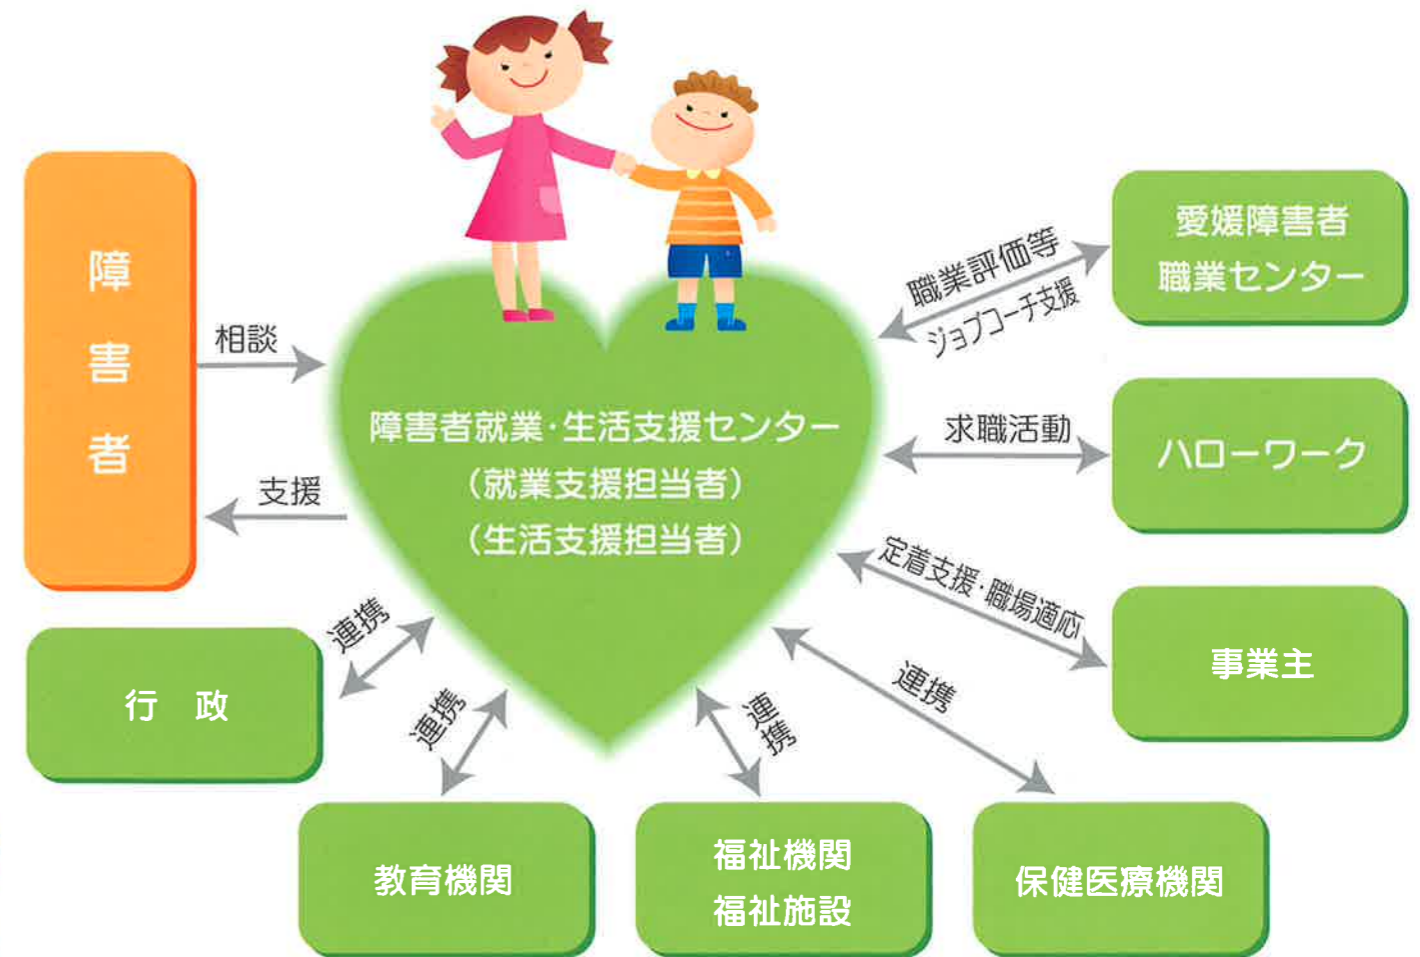 障害者
相談
支援
障害者就業・生活支援センター
（就業支援担当者）
（生活支援担当者）
職業評価等
ジョブコーチ支援
愛媛障害者
職業センター
求職活動
ハローワーク
定着支援・職場適応
事業主
連携
行　政
連携
教育機関
連携
福祉機関
福祉施設
連携
保健医療機関